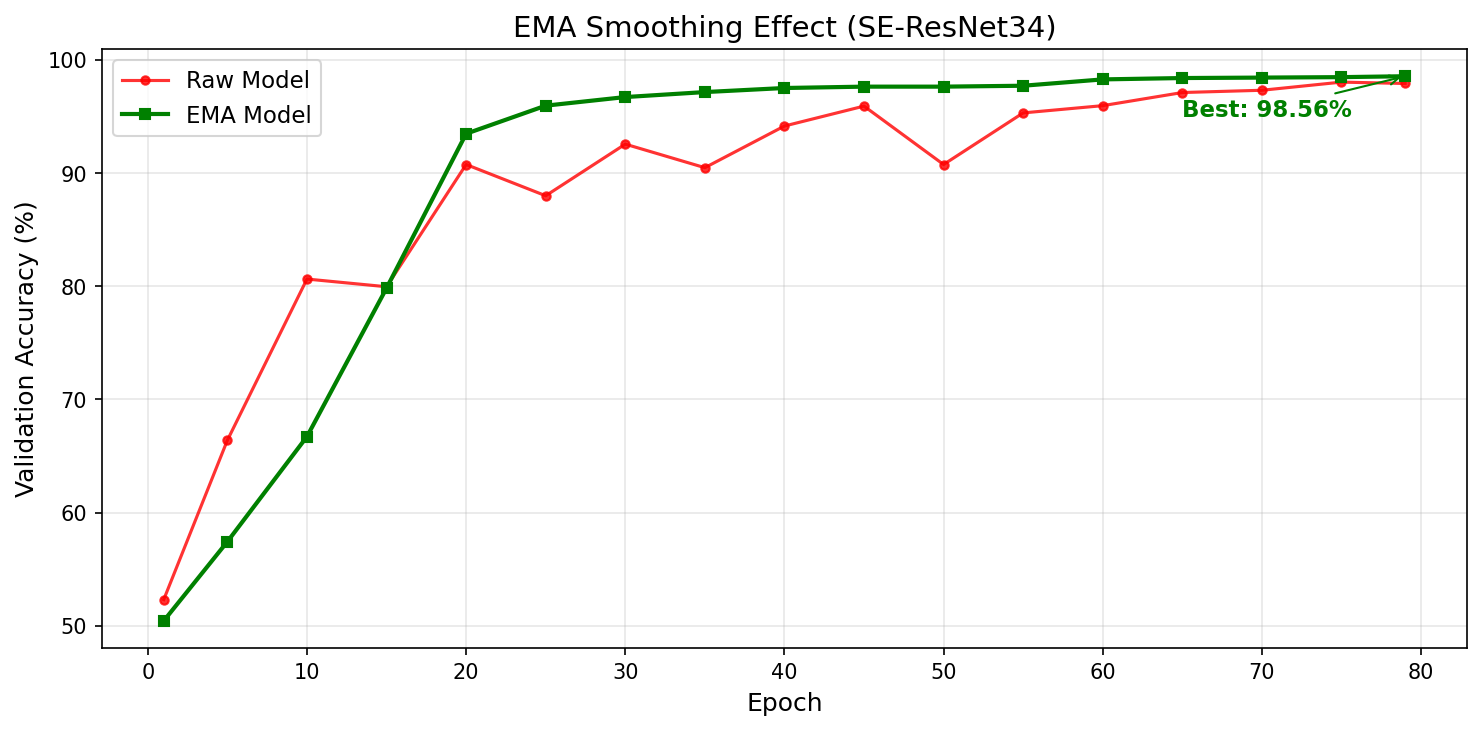 EMA Smoothing Effect (SE-ResNet34)
Raw Model
EMA Model
Best: 98.56%
Validation Accuracy (%)
100
90
80
70
60
50
0 10 20 30 40 50 60 70 80
Epoch